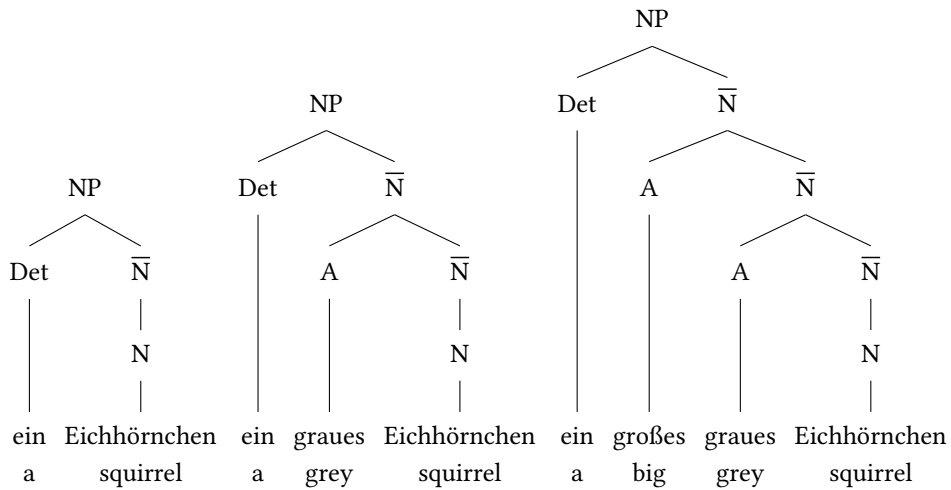 NP
NP Det N̅
NP Det N̅ A N̅
Det N̅ A N̅ A N̅
N N N
ein Eichhörnchen ein graues Eichhörnchen ein großes graues Eichhörnchen
a squirrel a grey squirrel a big grey squirrel